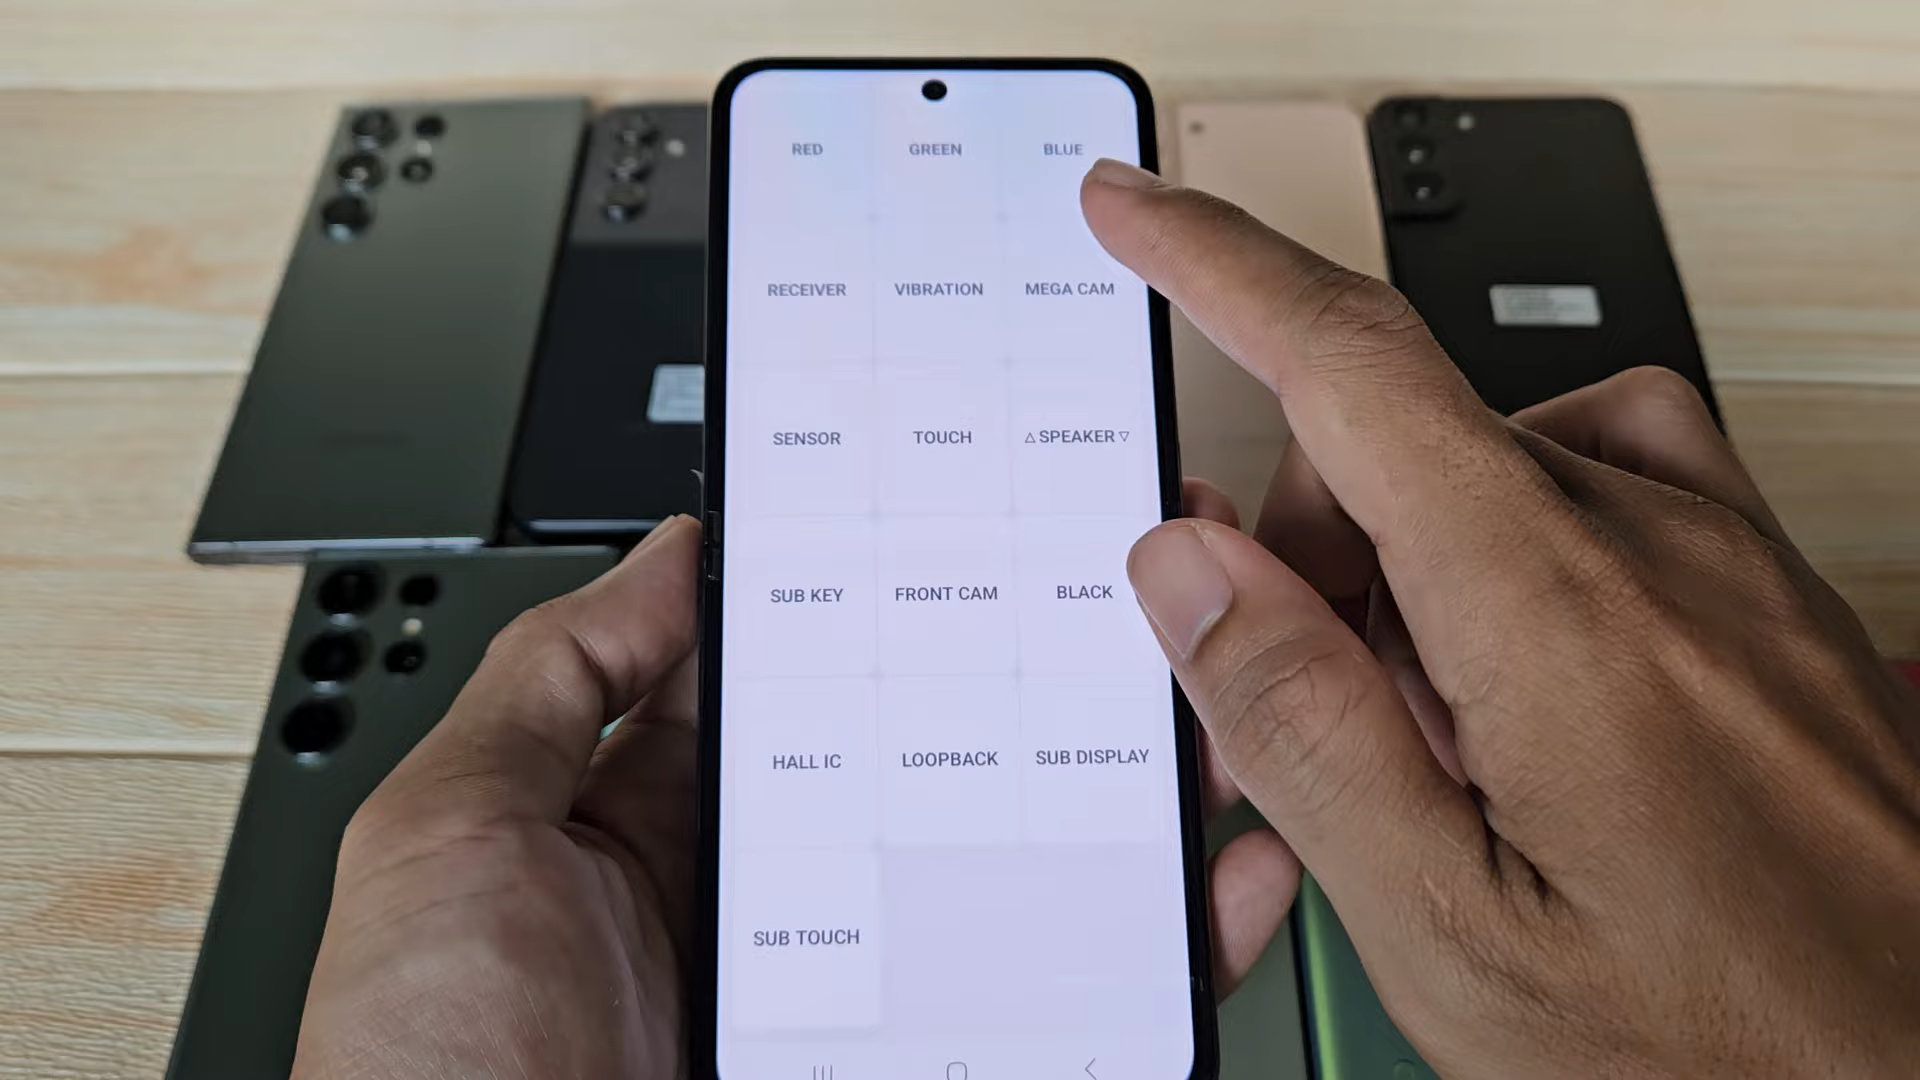 RED GREEN BLUE
RECEIVER VIBRATION MEGA CAM
SENSOR TOUCH △ SPEAKER ▽
SUB KEY FRONT CAM BLACK
HALL IC LOOPBACK SUB DISPLAY
SUB TOUCH